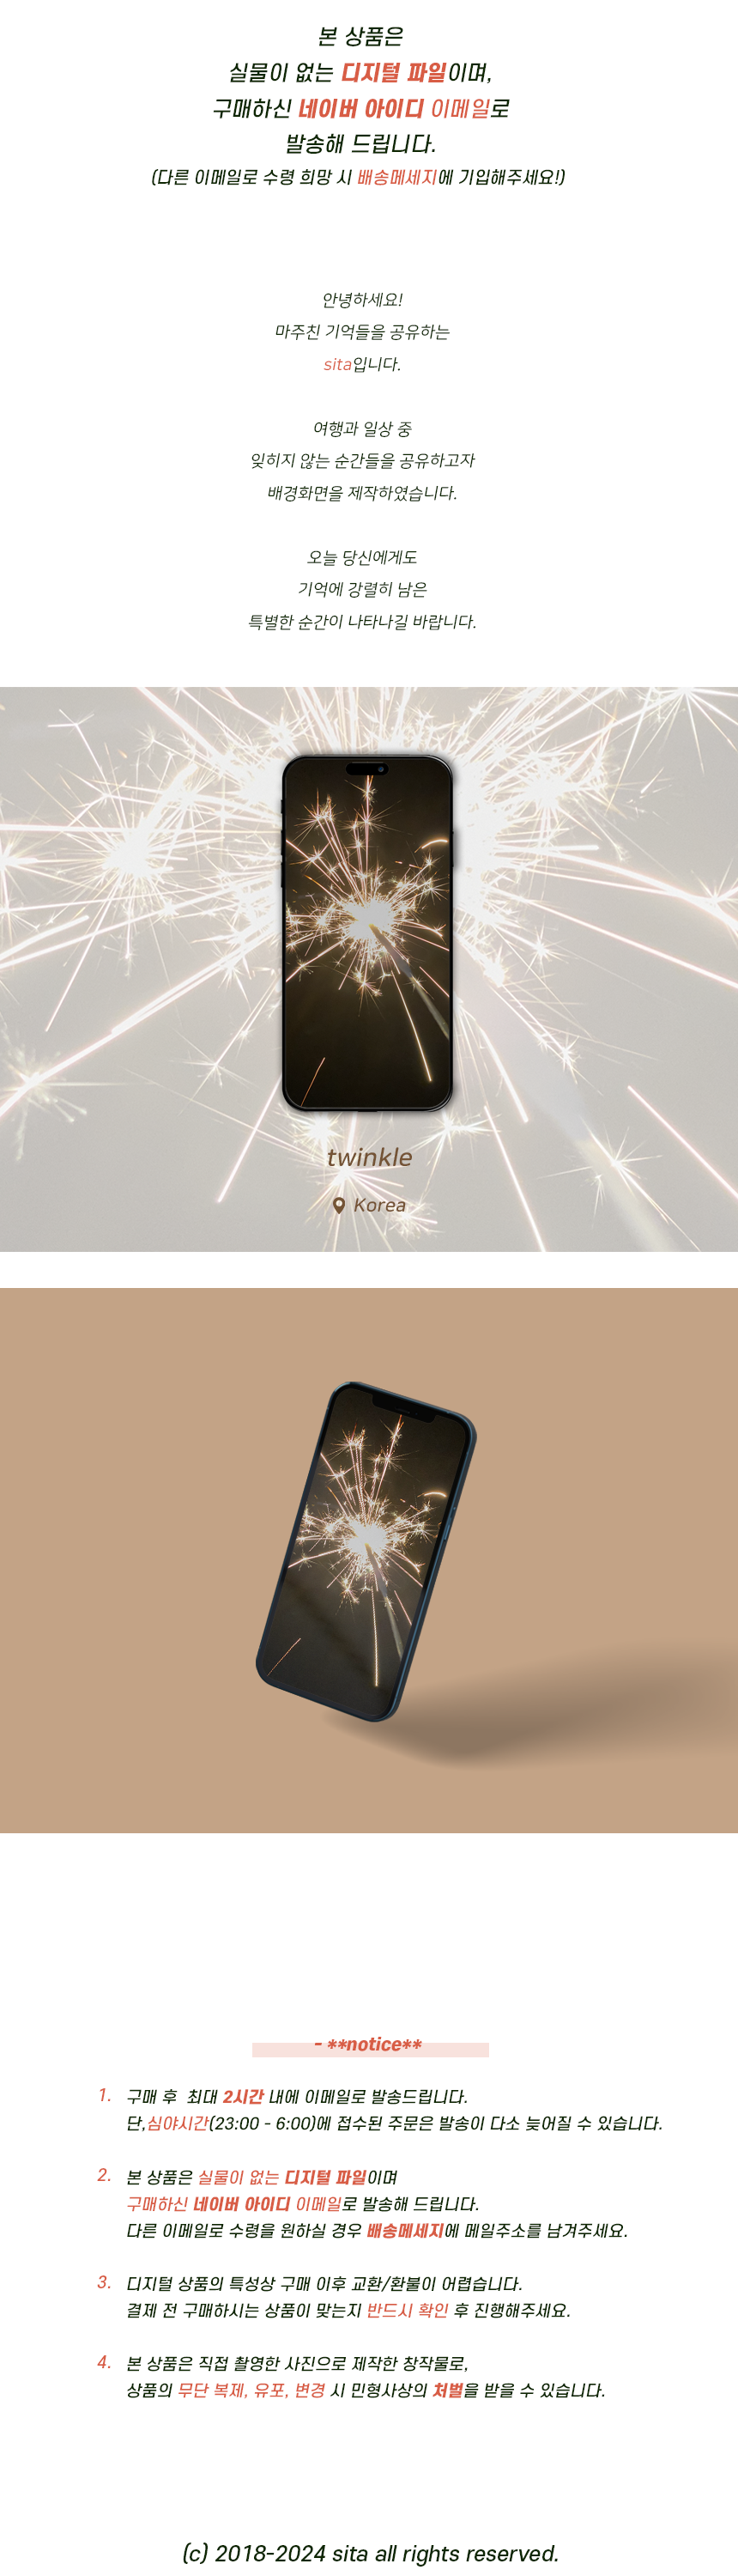 본 상품은
실물이 없는 디지털 파일이며,
구매하신 네이버 아이디 이메일로
발송해 드립니다.
(다른 이메일로 수령 희망 시 배송메세지에 기입해주세요!)
안녕하세요!
마주친 기억들을 공유하는
sita입니다.
여행과 일상 중
잊히지 않는 순간들을 공유하고자
배경화면을 제작하였습니다.
오늘 당신에게도
기억에 강렬히 남은
특별한 순간이 나타나길 바랍니다.
twinkle
Korea
- **notice**
1. 구매 후 최대 2시간 내에 이메일로 발송드립니다.
단,심야시간(23:00 - 6:00)에 접수된 주문은 발송이 다소 늦어질 수 있습니다.
2. 본 상품은 실물이 없는 디지털 파일이며
구매하신 네이버 아이디 이메일로 발송해 드립니다.
다른 이메일로 수령을 원하실 경우 배송메세지에 메일주소를 남겨주세요.
3. 디지털 상품의 특성상 구매 이후 교환/환불이 어렵습니다.
결제 전 구매하시는 상품이 맞는지 반드시 확인 후 진행해주세요.
4. 본 상품은 직접 촬영한 사진으로 제작한 창작물로,
상품의 무단 복제, 유포, 변경 시 민형사상의 처벌을 받을 수 있습니다.
(c) 2018-2024 sita all rights reserved.